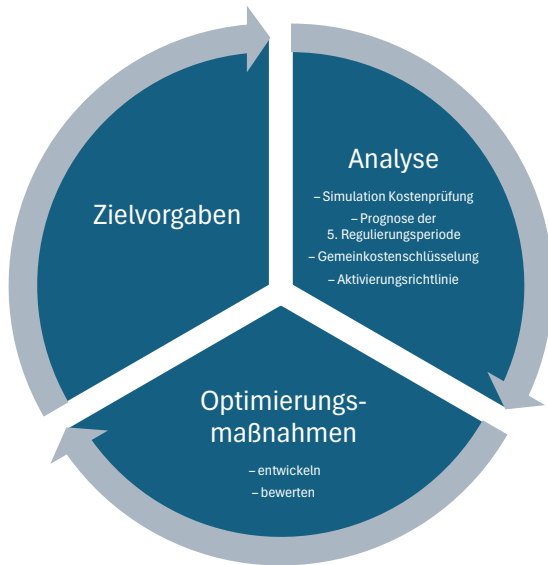 Zielvorgaben
Analyse
– Simulation Kostenprüfung
– Prognose der
5. Regulierungsperiode
– Gemeinkostenschlüsselung
– Aktivierungsrichtlinie
Optimierungs-
maßnahmen
– entwickeln
– bewerten